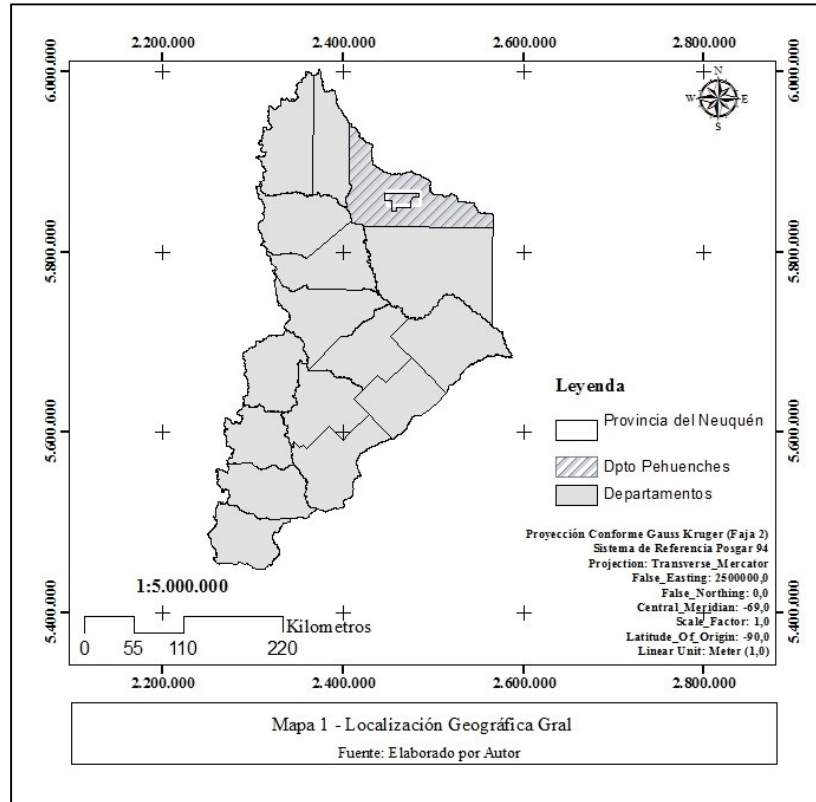 2.200.000 2.400.000 2.600.000 2.800.000
6.000.000 6.000.000
N
W E
S
5.800.000 5.800.000
Leyenda
Provincia del Neuquén
5.600.000 5.600.000
Dpto Pehuenches
Departamentos
Proyección Conforme Gauss Kruger (Faja 2)
Sistema de Referencia Posgar 94
Projection: Transverse_Mercator
False_Easting: 2500000,0
False_Northing: 0,0
Central_Meridian: -69,0
Scale_Factor: 1,0
Latitude_Of_Origin: -90,0
Linear Unit: Meter (1,0)
1:5.000.000
5.400.000 5.400.000
Kilometros
0 55 110 220
2.200.000 2.400.000 2.600.000 2.800.000
Mapa 1 - Localización Geográfica Gral
Fuente: Elaborado por Autor